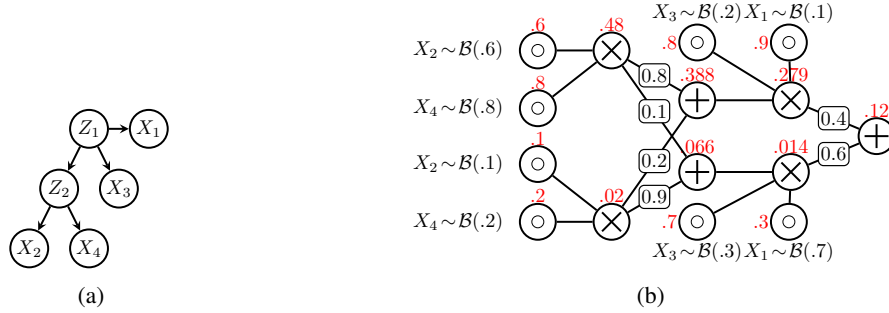 Z₁
X₁
Z₂
X₃
X₂
X₄
(a)
X₃∼B(.2) X₁∼B(.1)
.6
.48
.8
.9
X₂∼B(.6)
.8
0.8
.388
.279
X₄∼B(.8)
0.1
0.4
.12
.1
X₂∼B(.1)
0.2
066
.014
0.6
.2
.02
0.9
X₄∼B(.2)
.7
.3
X₃∼B(.3) X₁∼B(.7)
(b)